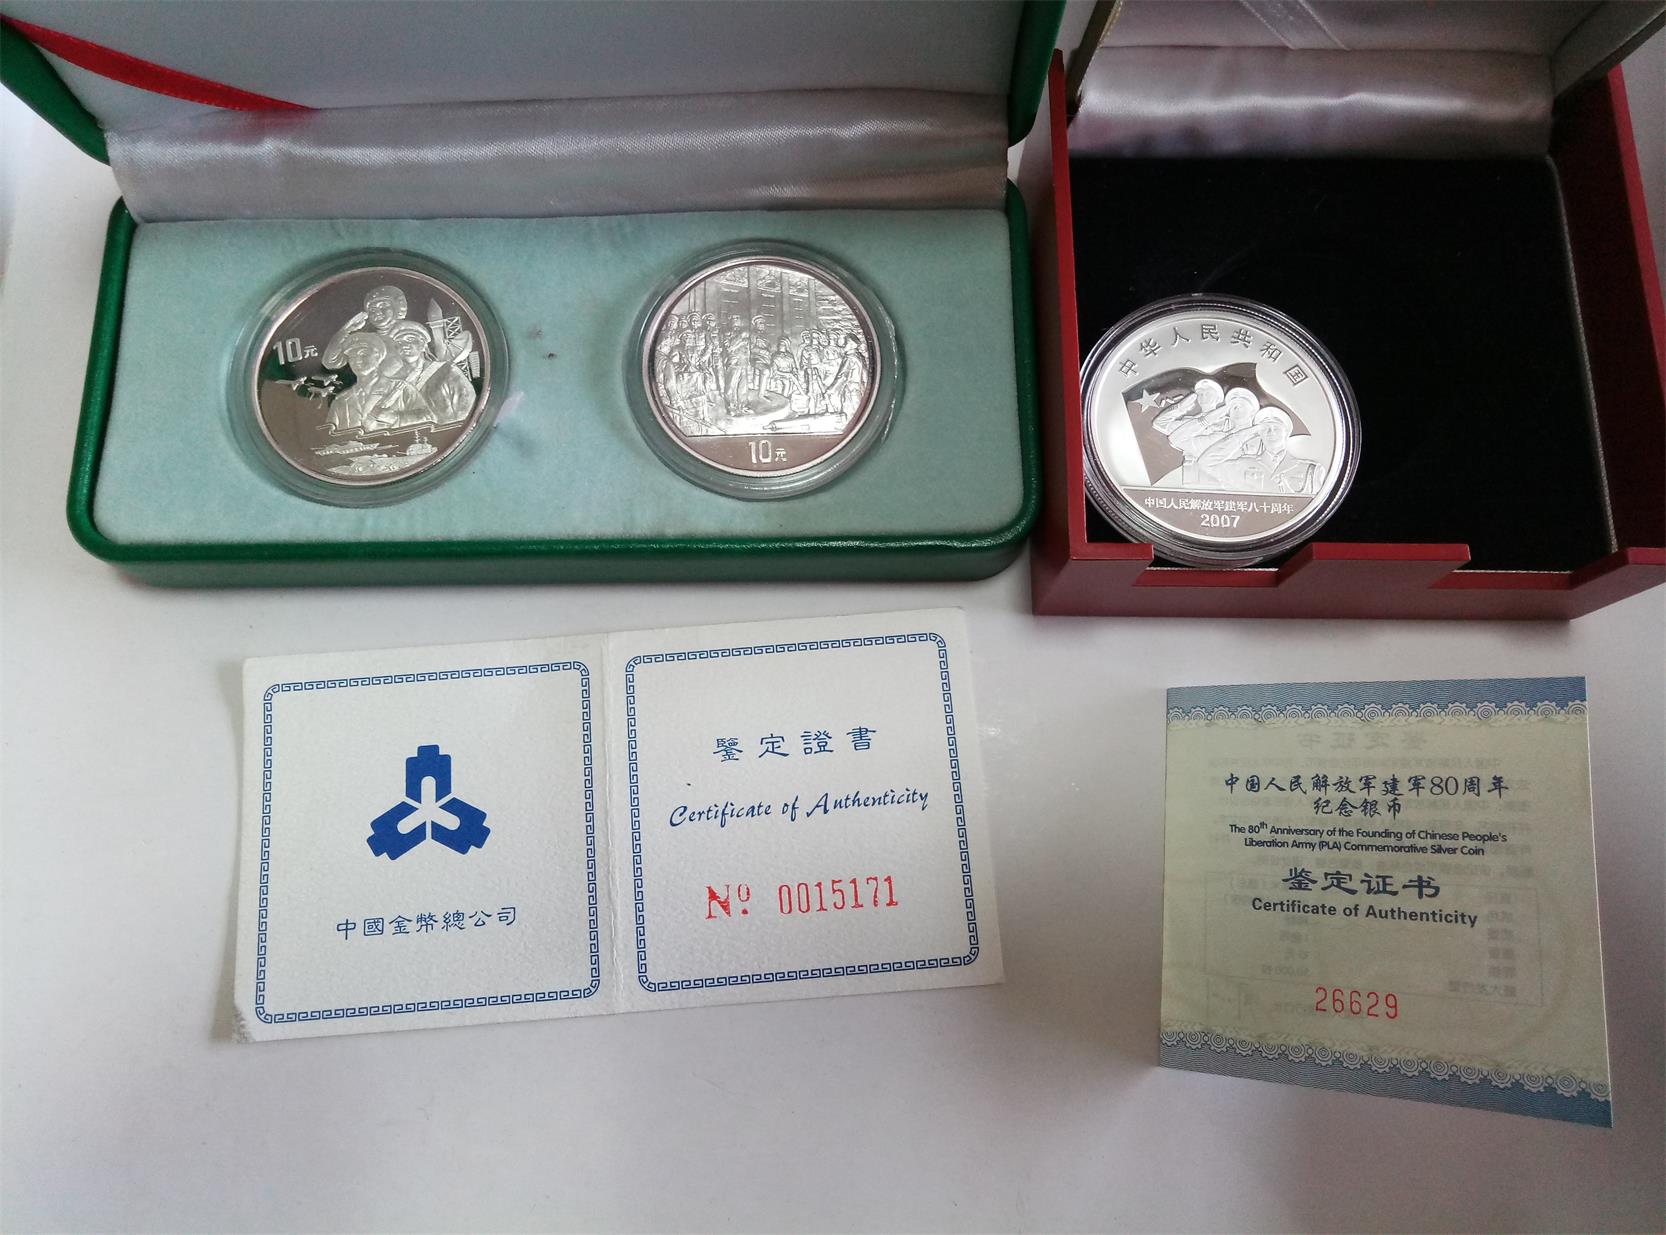 10元
10元
中华人民共和国
中国人民解放军建军八十周年
2007
中國金幣總公司
鑒定證書
Certificate of Authenticity
Nº 0015171
中国人民解放军建军80周年
纪念银币
The 80th Anniversary of the Founding of Chinese People's
Liberation Army (PLA) Commemorative Silver Coin
鉴定证书
Certificate of Authenticity
26629